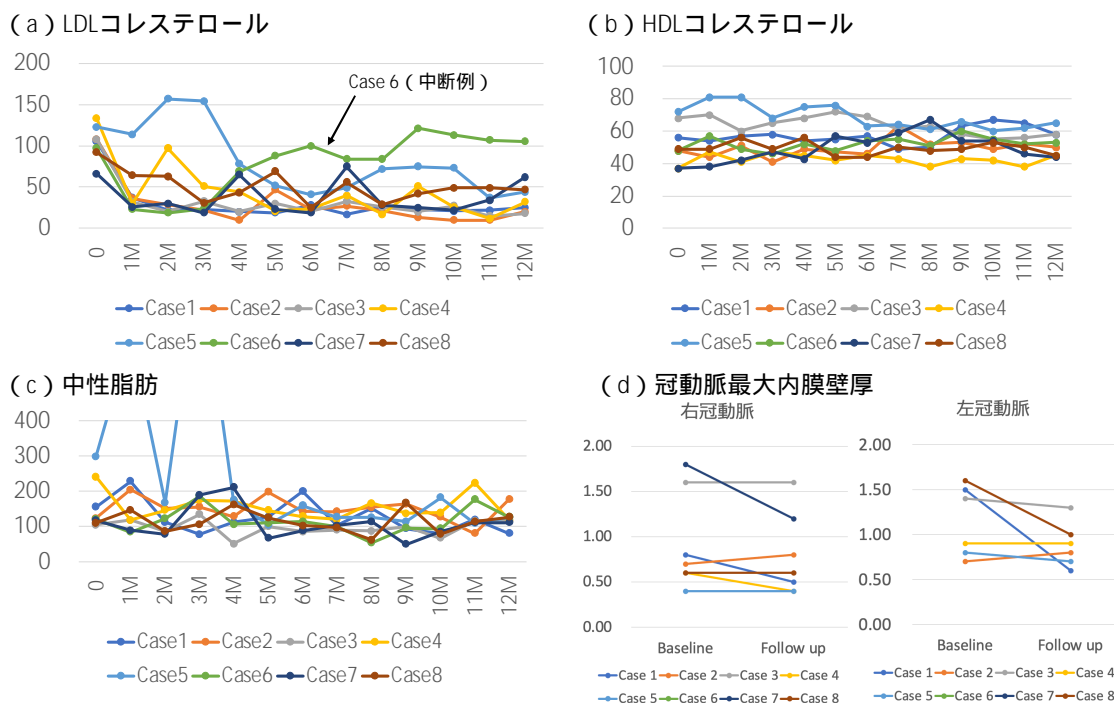 （a）LDLコレステロール
200
150
100
50
0
Case 6（中断例）
0 1M 2M 3M 4M 5M 6M 7M 8M 9M 10M 11M 12M
Case1 Case2 Case3 Case4
Case5 Case6 Case7 Case8
（b）HDLコレステロール
100
80
60
40
20
0
0 1M 2M 3M 4M 5M 6M 7M 8M 9M 10M 11M 12M
Case1 Case2 Case3 Case4
Case5 Case6 Case7 Case8
（c）中性脂肪
400
300
200
100
0
0 1M 2M 3M 4M 5M 6M 7M 8M 9M 10M 11M 12M
Case1 Case2 Case3 Case4
Case5 Case6 Case7 Case8
（d）冠動脈最大内膜壁厚
右冠動脈
2.00
1.50
1.00
0.50
0.00
Baseline Follow up
Case 1 Case 2 Case 3 Case 4
Case 5 Case 6 Case 7 Case 8
左冠動脈
2.00
1.50
1.00
0.50
0.00
Baseline Follow up
Case 1 Case 2 Case 3 Case 4
Case 5 Case 6 Case 7 Case 8